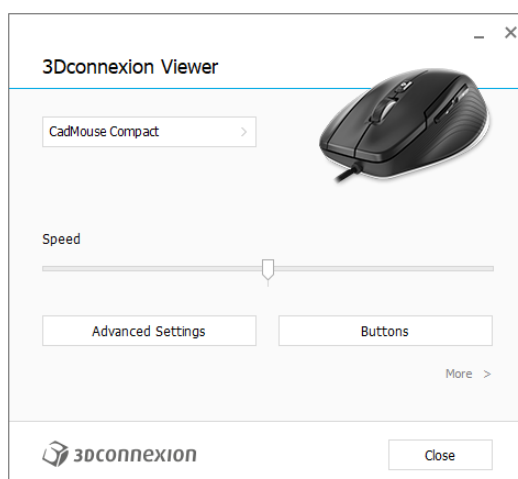 3Dconnexion Viewer
CadMouse Compact >
Speed
Advanced Settings
Buttons
More >
3Dconnexion
Close